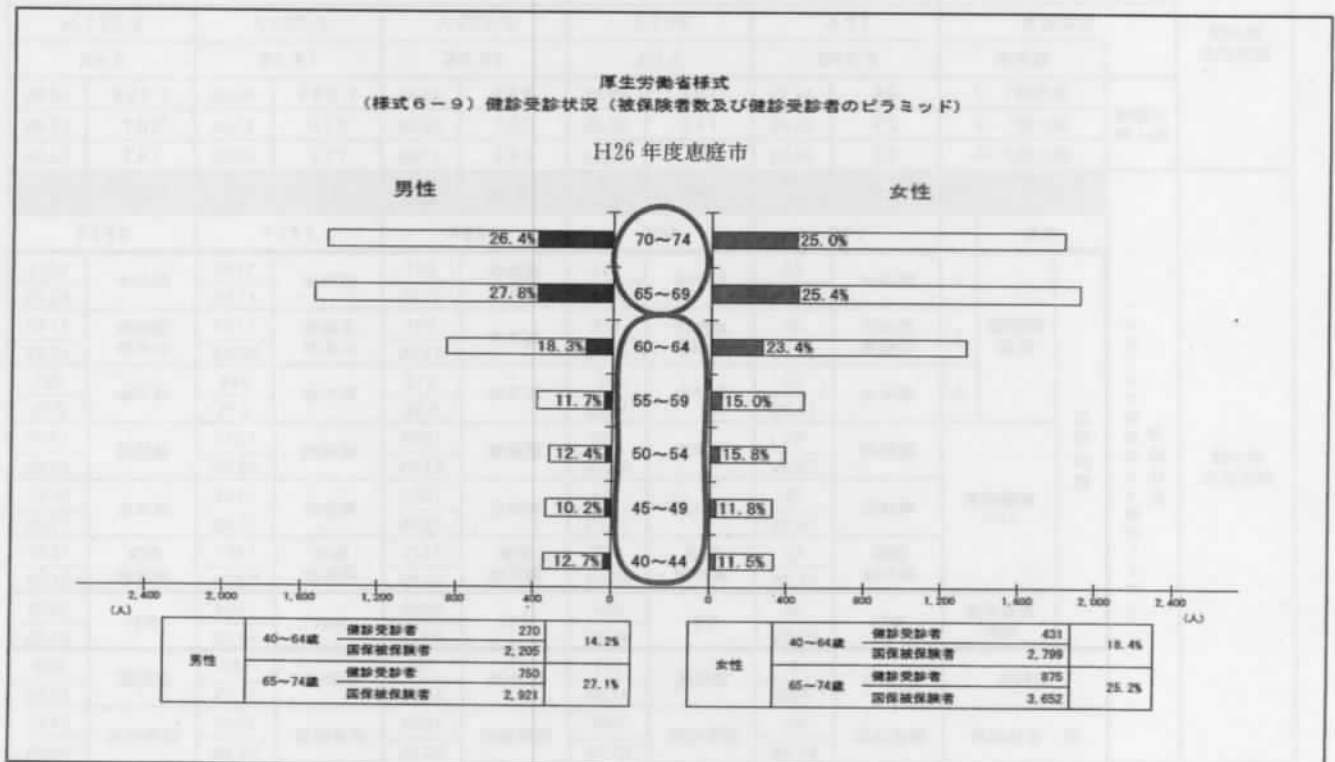 厚生労働省様式
(様式6-9)健診受診状況(被保険者数及び健診受診者のピラミッド)
H26 年度恵庭市
男性 女性
26.4% 70~74 25.0%
27.8% 65~69 25.4%
18.3% 60~64 23.4%
11.7% 55~59 15.0%
12.4% 50~54 15.8%
10.2% 45~49 11.8%
12.7% 40~44 11.5%
2,400 2,000 1,600 1,200 800 400 0 0 400 800 1,200 1,600 2,000 2,400
(人) (人)
男性 40~64歳 健診受診者 270 14.2%
国保被保険者 2,205
65~74歳 健診受診者 750 27.1%
国保被保険者 2,921
女性 40~64歳 健診受診者 431 18.4%
国保被保険者 2,799
65~74歳 健診受診者 875 25.2%
国保被保険者 3,652